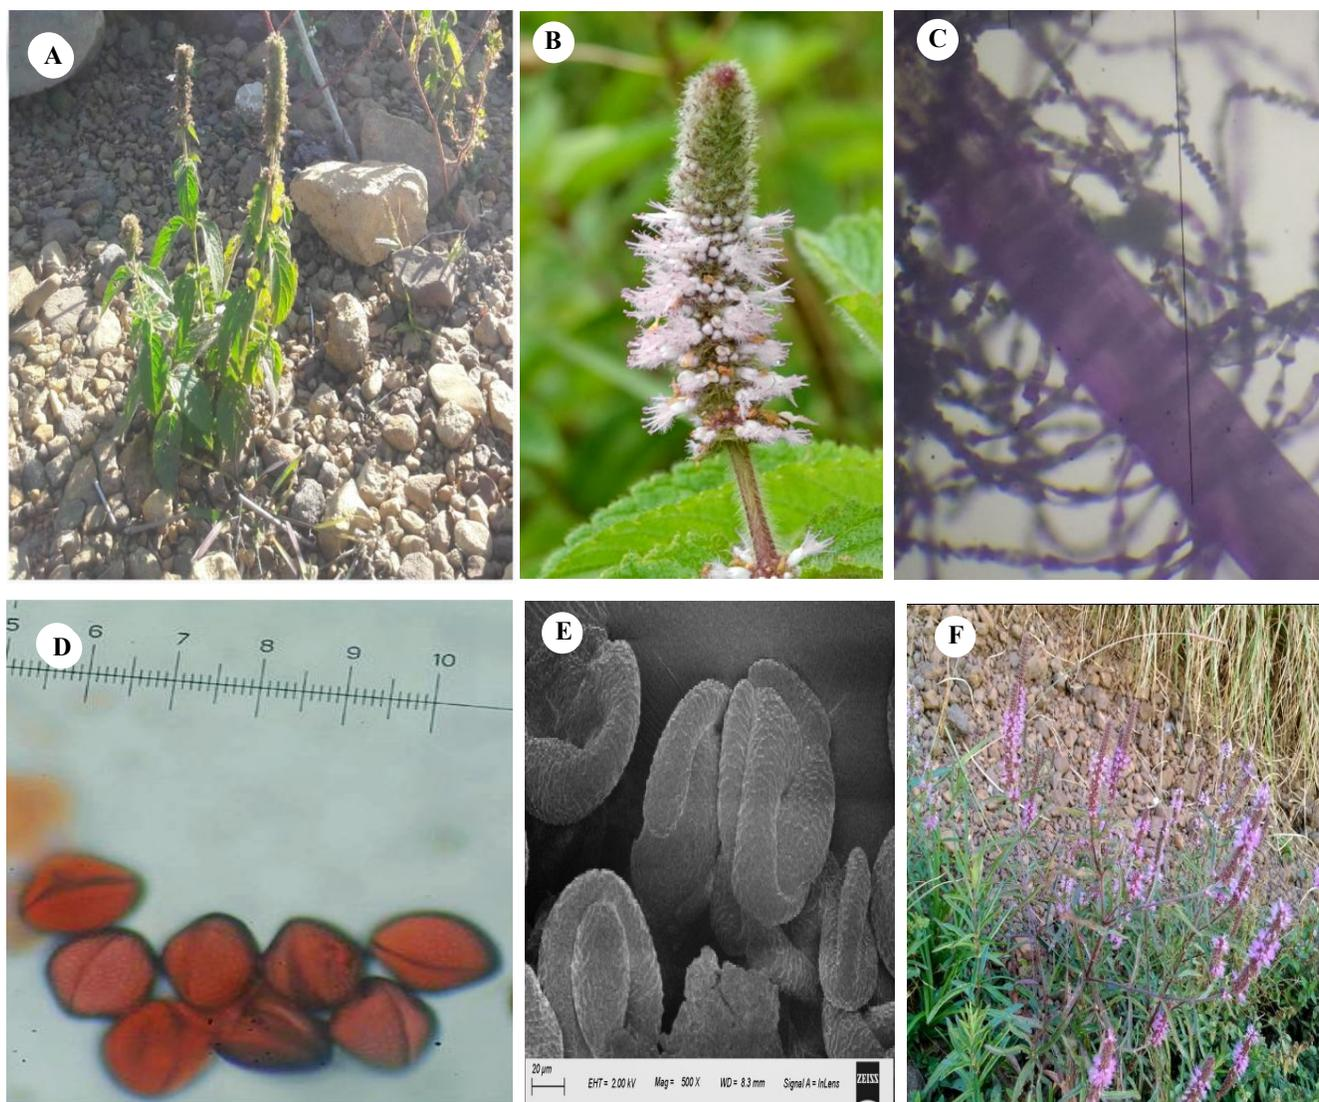 A
B
C
D
5 6 7 8 9 10
E
20 µm
EHT = 2.00 kV Mag = 500 X WD = 8.3 mm Signal A = InLens ZEISS
F